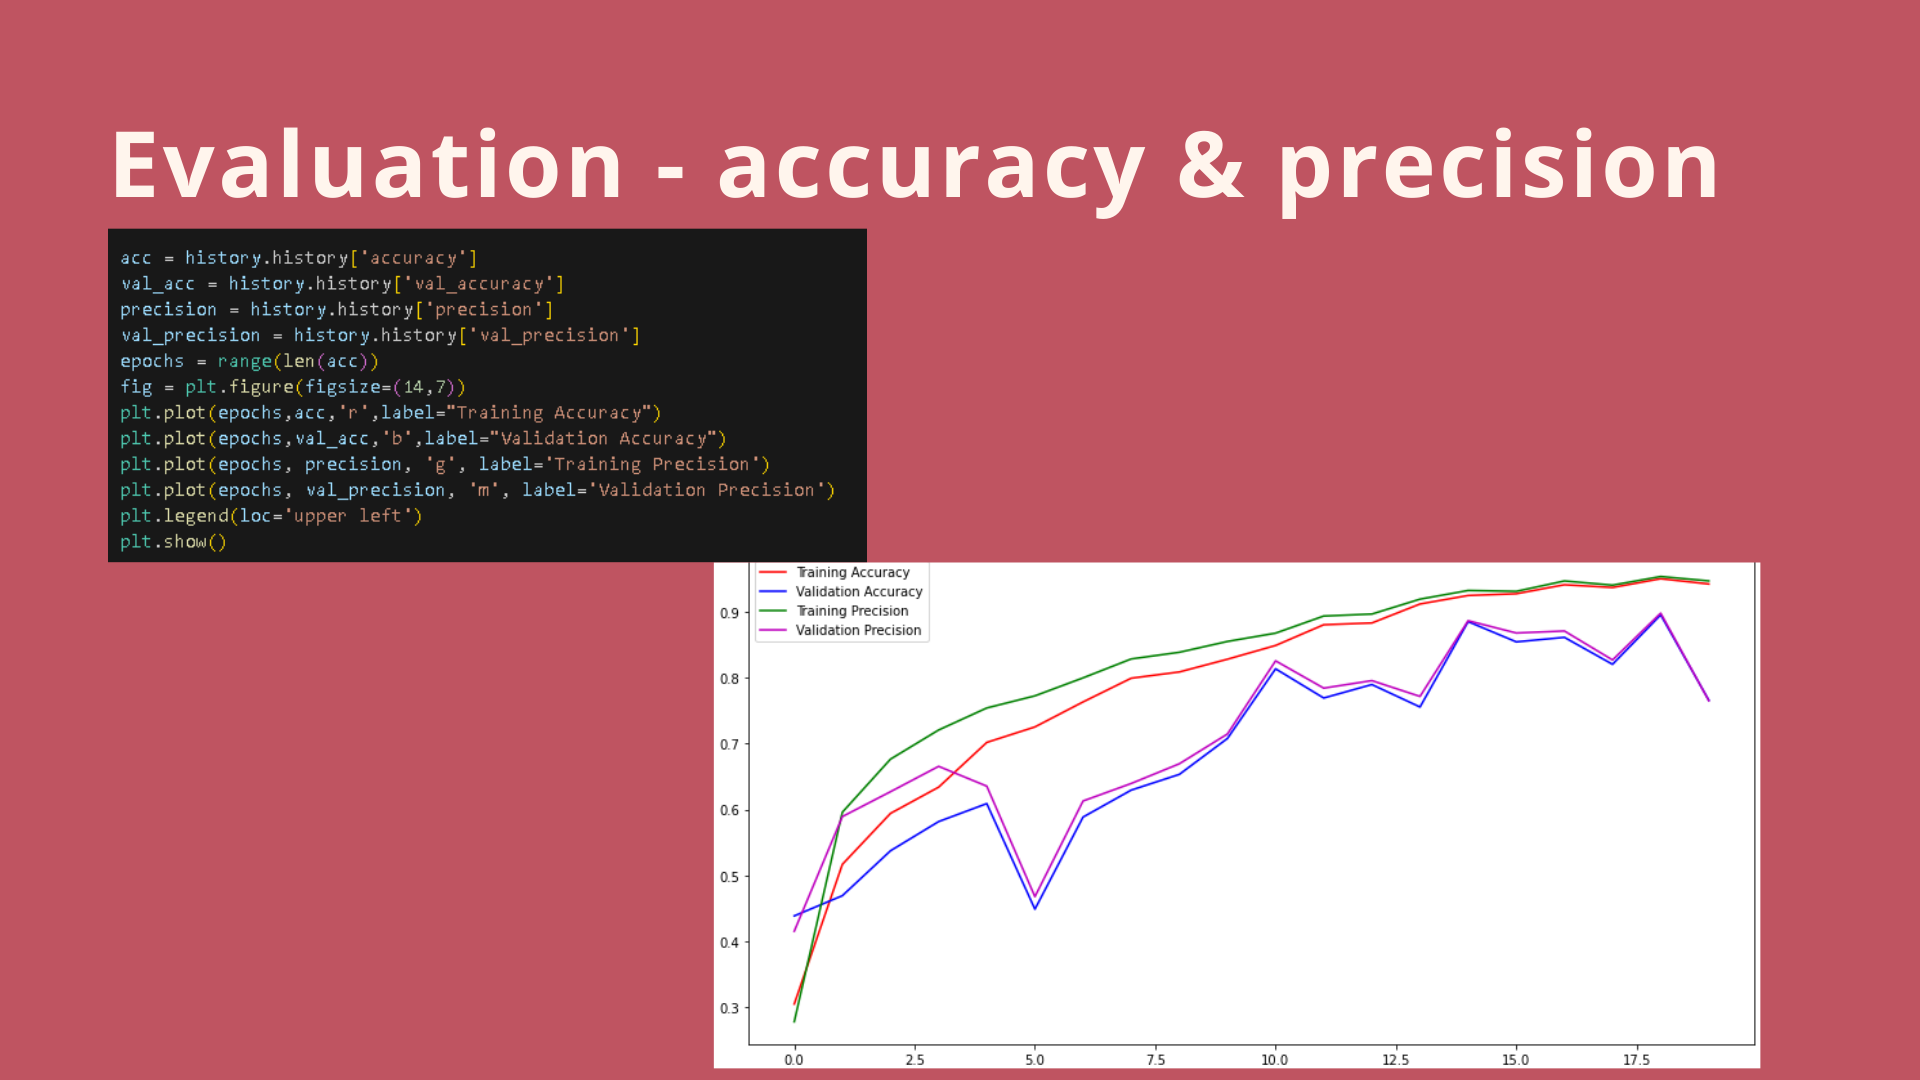 Evaluation - accuracy & precision
acc = history.history['accuracy']
val_acc = history.history['val_accuracy']
precision = history.history['precision']
val_precision = history.history['val_precision']
epochs = range(len(acc))
fig = plt.figure(figsize=(14,7))
plt.plot(epochs,acc,'r',label="Training Accuracy")
plt.plot(epochs,val_acc,'b',label="Validation Accuracy")
plt.plot(epochs, precision, 'g', label='Training Precision')
plt.plot(epochs, val_precision, 'm', label='Validation Precision')
plt.legend(loc='upper left')
plt.show()
Training Accuracy
Validation Accuracy
Training Precision
Validation Precision
0.9
0.8
0.7
0.6
0.5
0.4
0.3
0.0 2.5 5.0 7.5 10.0 12.5 15.0 17.5